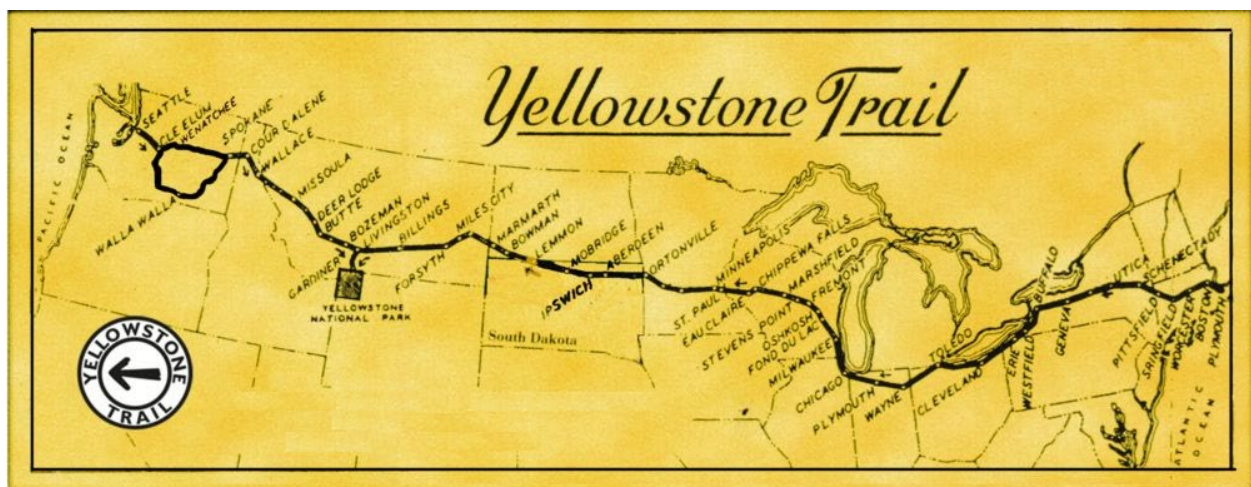 Yellowstone Trail
PACIFIC OCEAN
SEATTLE
CLE ELUM
WENATCHEE
SPOKANE
COUR D'ALENE
WALLACE
WALLA WALLA
MISSOULA
DEER LODGE
BUTTE
BOZEMAN
LIVINGSTON
BILLINGS
GARDINER
FORSYTH
MILES CITY
YELLOWSTONE
NATIONAL PARK
MARMARTH
BOWMAN
LEMMON
MOBRIDGE
ABERDEEN
IPSWICH
South Dakota
ORTONVILLE
MINNEAPOLIS
ST. PAUL
CHIPPEWA FALLS
EAU CLAIRE
MARSHFIELD
STEVENS POINT
FREMONT
OSHKOSH
FOND DU LAC
MILWAUKEE
CHICAGO
PLYMOUTH
WAYNE
TOLEDO
CLEVELAND
ERIE
WESTFIELD
BUFFALO
GENEVA
UTICA
SCHENECTADY
PITTSFIELD
SRINGFIELD
WORCESTER
BOSTON
PLYMOUTH
ATLANTIC
OCEAN
YELLOWSTONE
TRAIL